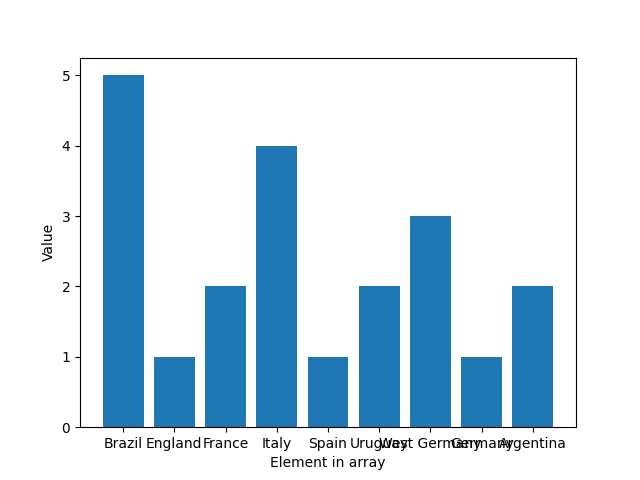 Value
5
4
3
2
1
0
Brazil England France Italy Spain Uruguay West Germany Germany Argentina
Element in array